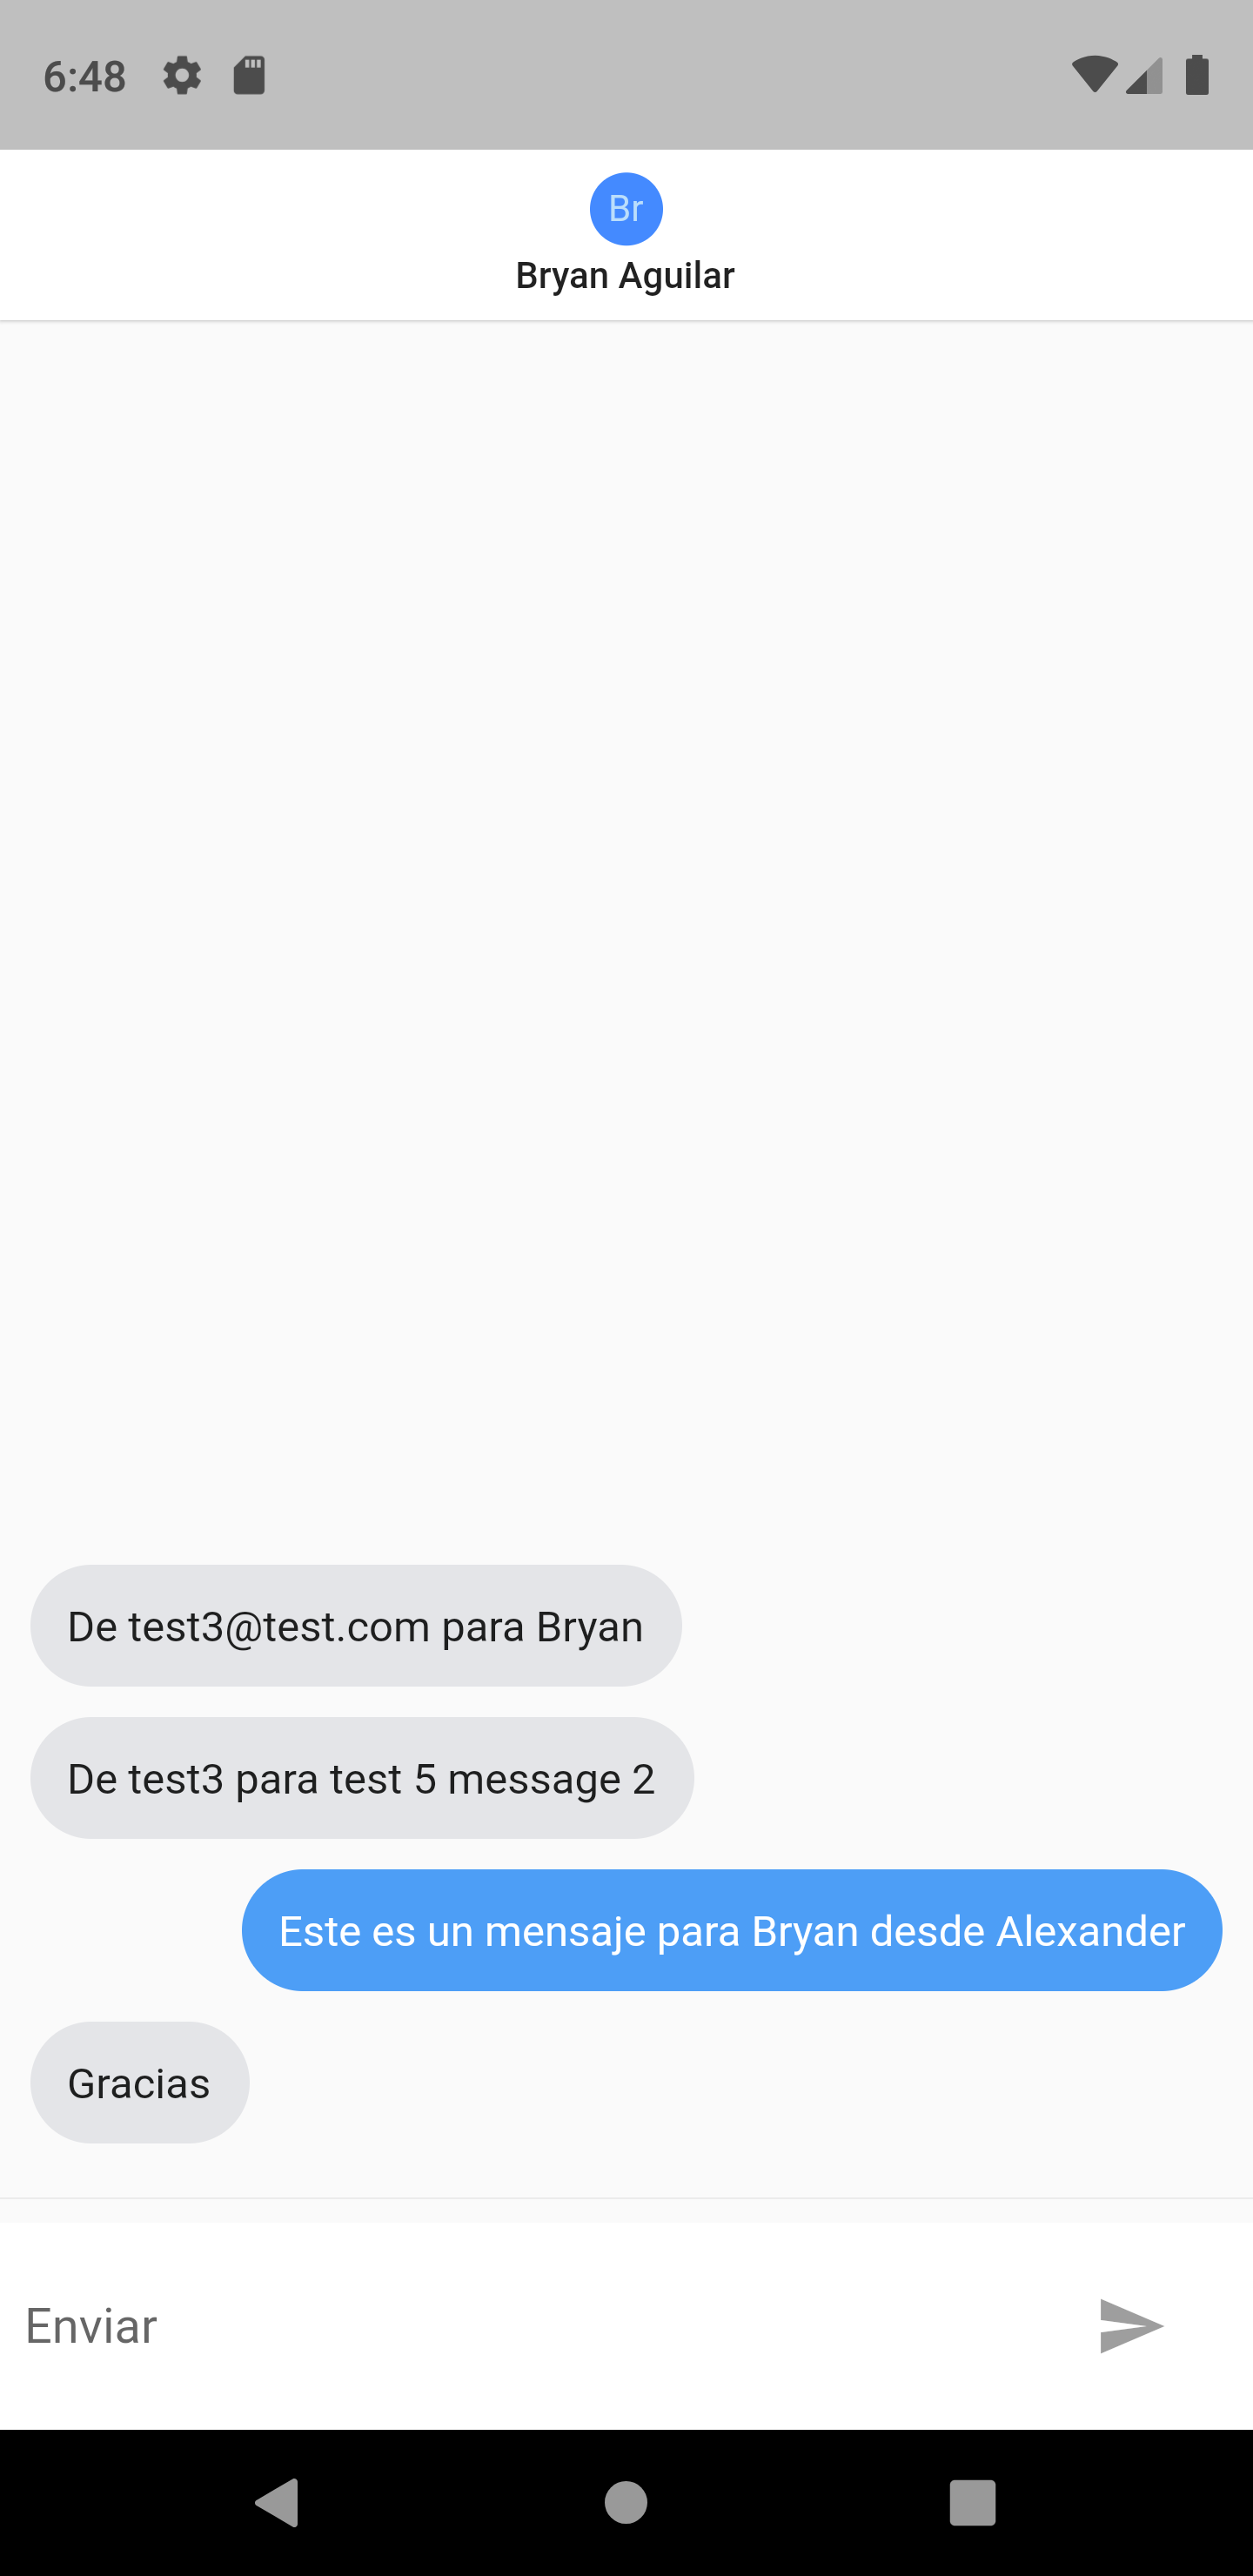 6:48
Br
Bryan Aguilar
De test3@test.com para Bryan
De test3 para test 5 message 2
Este es un mensaje para Bryan desde Alexander
Gracias
Enviar